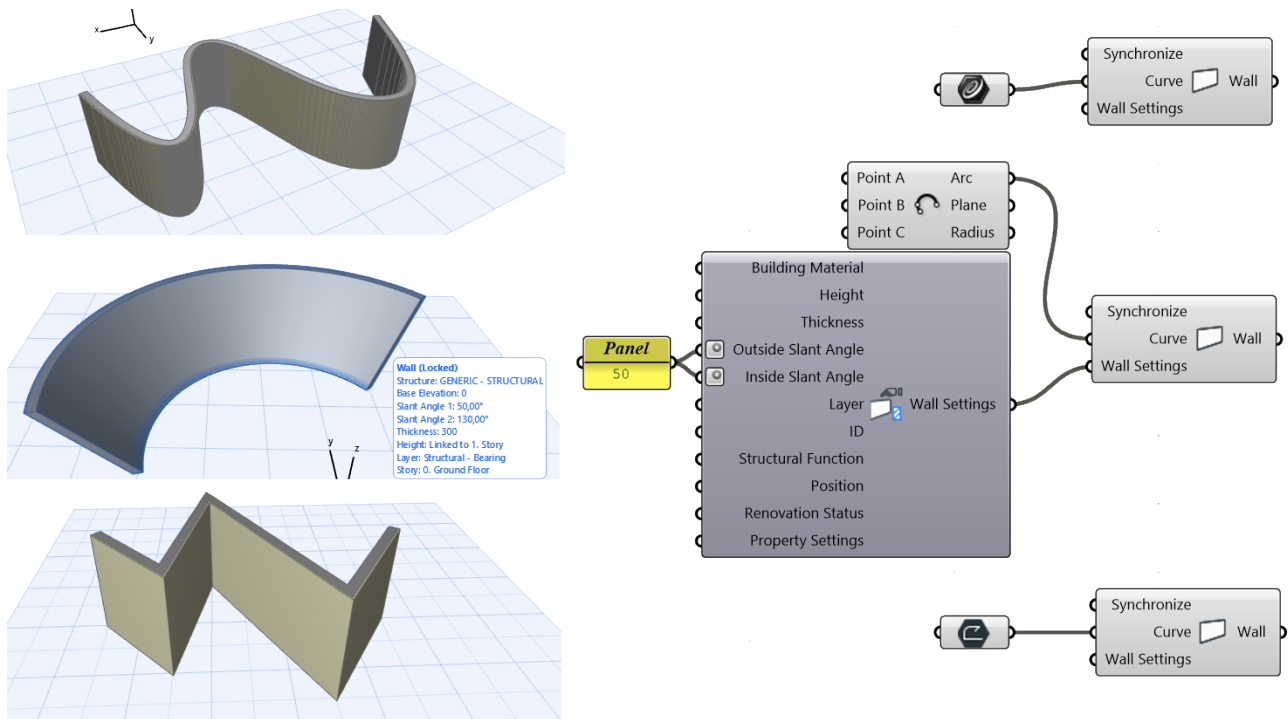 x
y
Wall (Locked)
Structure: GENERIC - STRUCTURAL
Base Elevation: 0
Slant Angle 1: 50,00°
Slant Angle 2: 130,00°
Thickness: 300
Height: Linked to 1. Story
Layer: Structural - Bearing
Story: 0. Ground Floor
y
z
Synchronize
Curve
Wall
Wall Settings
Point A
Arc
Point B
Plane
Point C
Radius
Panel
50
Building Material
Height
Thickness
Outside Slant Angle
Inside Slant Angle
Layer
Wall Settings
ID
Structural Function
Position
Renovation Status
Property Settings
Synchronize
Curve
Wall
Wall Settings
Synchronize
Curve
Wall
Wall Settings